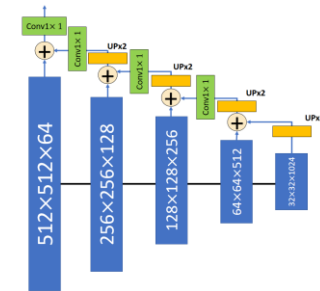 Conv1× 1
UPx2
Conv1× 1
UPx2
Conv1× 1
UPx2
Conv1× 1
UPx
512×512×64
256×256×128
128×128×256
64×64×512
32×32×1024